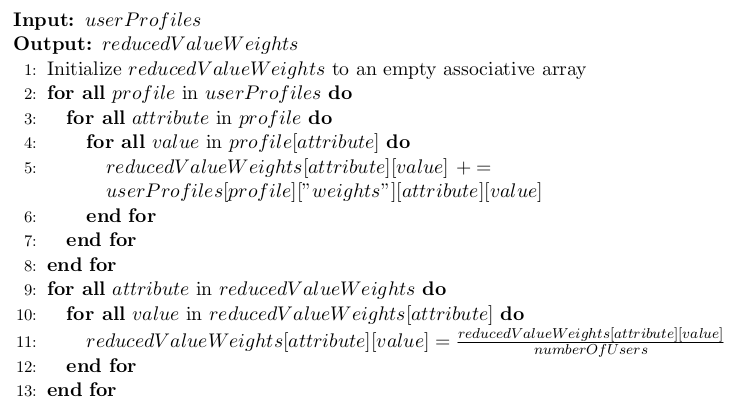 Input: userProfiles
Output: reducedValueWeights
1: Initialize reducedValueWeights to an empty associative array
2: for all profile in userProfiles do
3: for all attribute in profile do
4: for all value in profile[attribute] do
5: reducedValueWeights[attribute][value] + =
userProfiles[profile]["weights"][attribute][value]
6: end for
7: end for
8: end for
9: for all attribute in reducedValueWeights do
10: for all value in reducedValueWeights[attribute] do
11: reducedValueWeights[attribute][value] = \frac{reducedValueWeights[attribute][value]}{numberOfUsers}
12: end for
13: end for